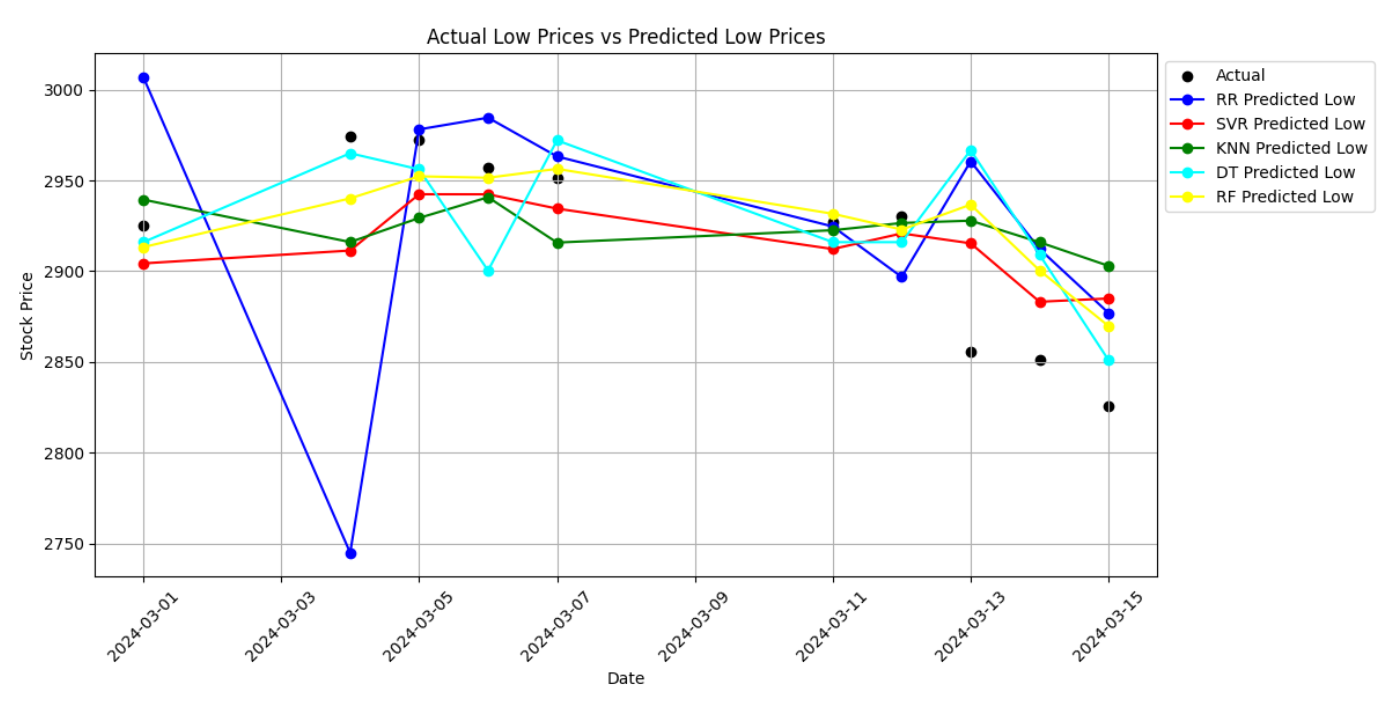 Actual Low Prices vs Predicted Low Prices
Stock Price
3000
2950
2900
2850
2800
2750
2024-03-01
2024-03-03
2024-03-05
2024-03-07
2024-03-09
2024-03-11
2024-03-13
2024-03-15
Date
Actual
RR Predicted Low
SVR Predicted Low
KNN Predicted Low
DT Predicted Low
RF Predicted Low